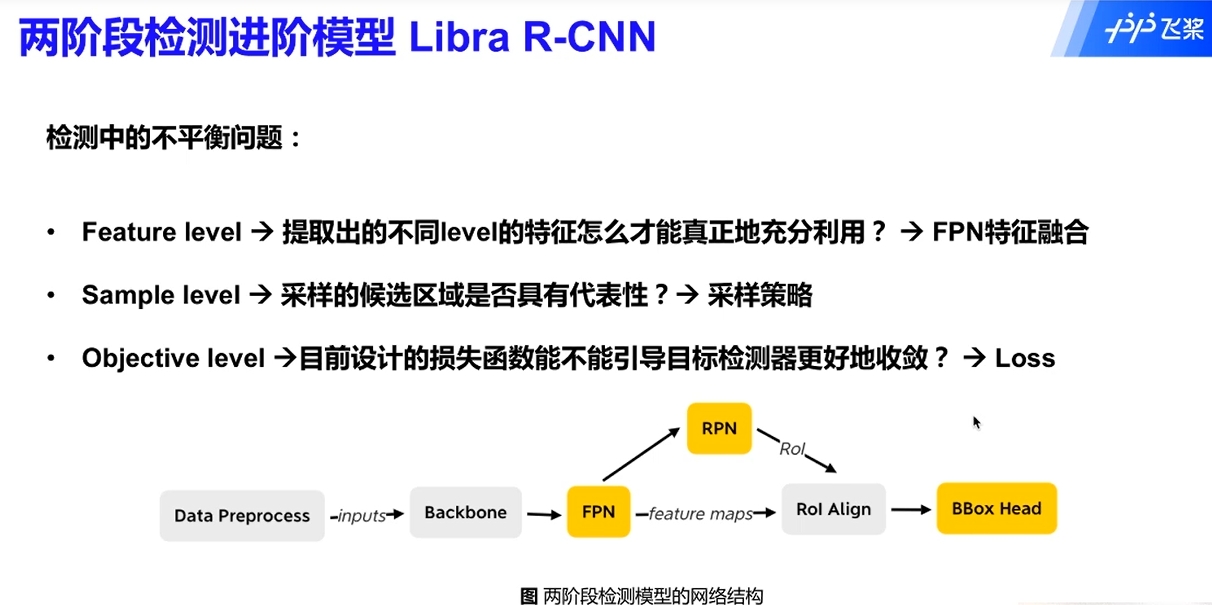 两阶段检测进阶模型 Libra R-CNN
飞桨
检测中的不平衡问题：
• Feature level → 提取出的不同level的特征怎么才能真正地充分利用？ → FPN特征融合
• Sample level → 采样的候选区域是否具有代表性？→ 采样策略
• Objective level →目前设计的损失函数能不能引导目标检测器更好地收敛？ → Loss
RPN
RoI
Data Preprocess
inputs
Backbone
FPN
feature maps
RoI Align
BBox Head
图 两阶段检测模型的网络结构